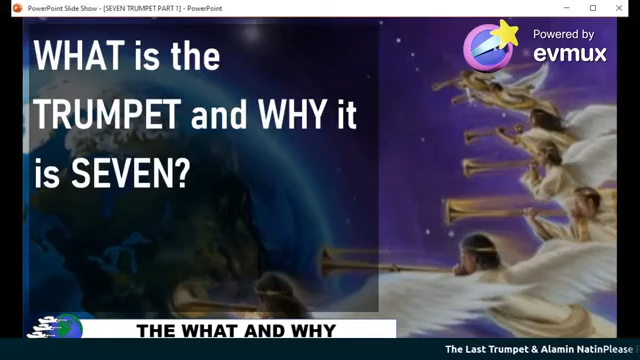 PowerPoint Slide Show - [SEVEN TRUMPET PART 1] - PowerPoint
Powered by
evmux
WHAT is the
TRUMPET and WHY it
is SEVEN?
THE WHAT AND WHY
The Last Trumpet & Alamin NatinPlease